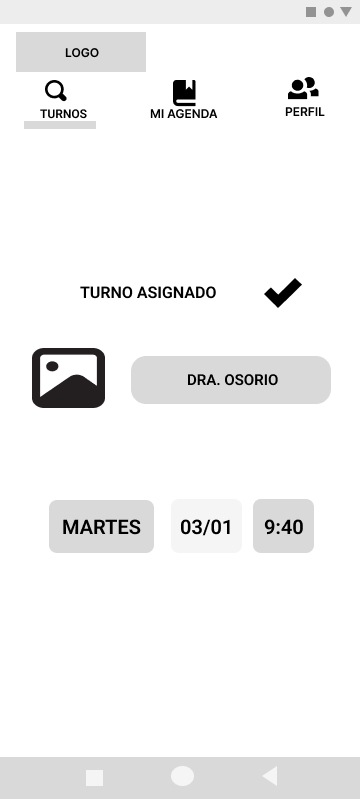 LOGO
TURNOS
MI AGENDA
PERFIL
TURNO ASIGNADO
DRA. OSORIO
MARTES
03/01
9:40